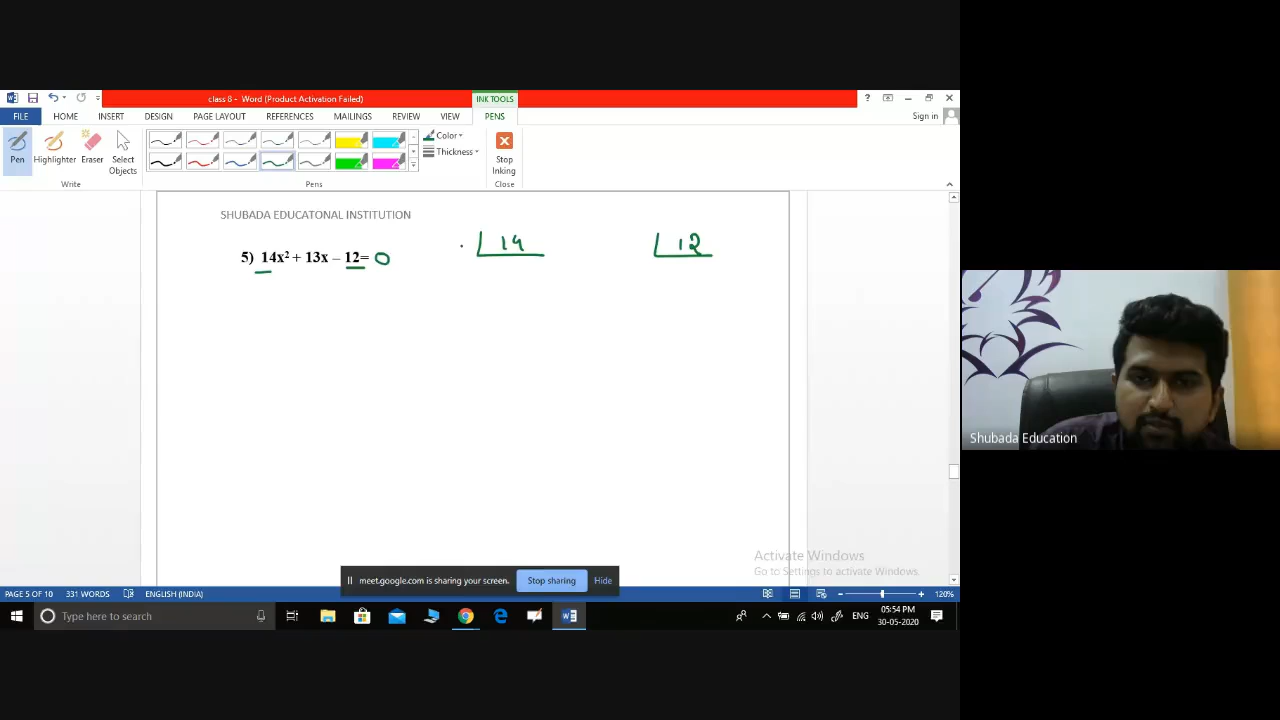 class 8 - Word (Product Activation Failed)
INK TOOLS
FILE HOME INSERT DESIGN PAGE LAYOUT REFERENCES MAILINGS REVIEW VIEW PENS
Sign in
Pen Highlighter Eraser Select Objects
Color
Thickness
Stop Inking
Write Pens Close
SHUBADA EDUCATONAL INSTITUTION
14 12
5) 14x² + 13x – 12= 0
Shubada Education
Activate Windows
Go to Settings to activate Windows.
meet.google.com is sharing your screen. Stop sharing Hide
PAGE 5 OF 10 331 WORDS ENGLISH (INDIA) 120%
Type here to search
ENG
05:54 PM
30-05-2020